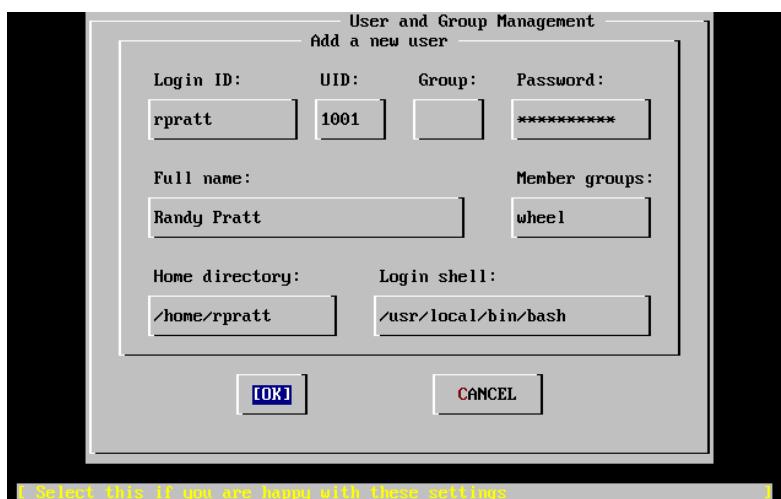 User and Group Management
Add a new user
Login ID: UID: Group: Password:
rpratt 1001 **********
Full name: Member groups:
Randy Pratt wheel
Home directory: Login shell:
/home/rpratt /usr/local/bin/bash
[OK] CANCEL
[ Select this if you are happy with these settings ]